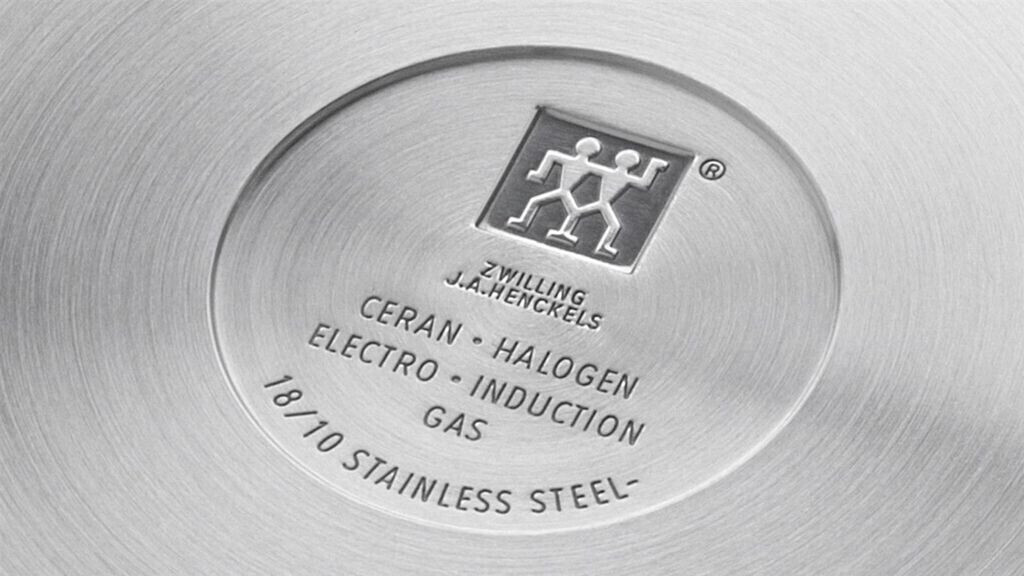 ®
ZWILLING
J.A.HENCKELS
CERAN • HALOGEN
ELECTRO • INDUCTION
GAS
18/10 STAINLESS STEEL-